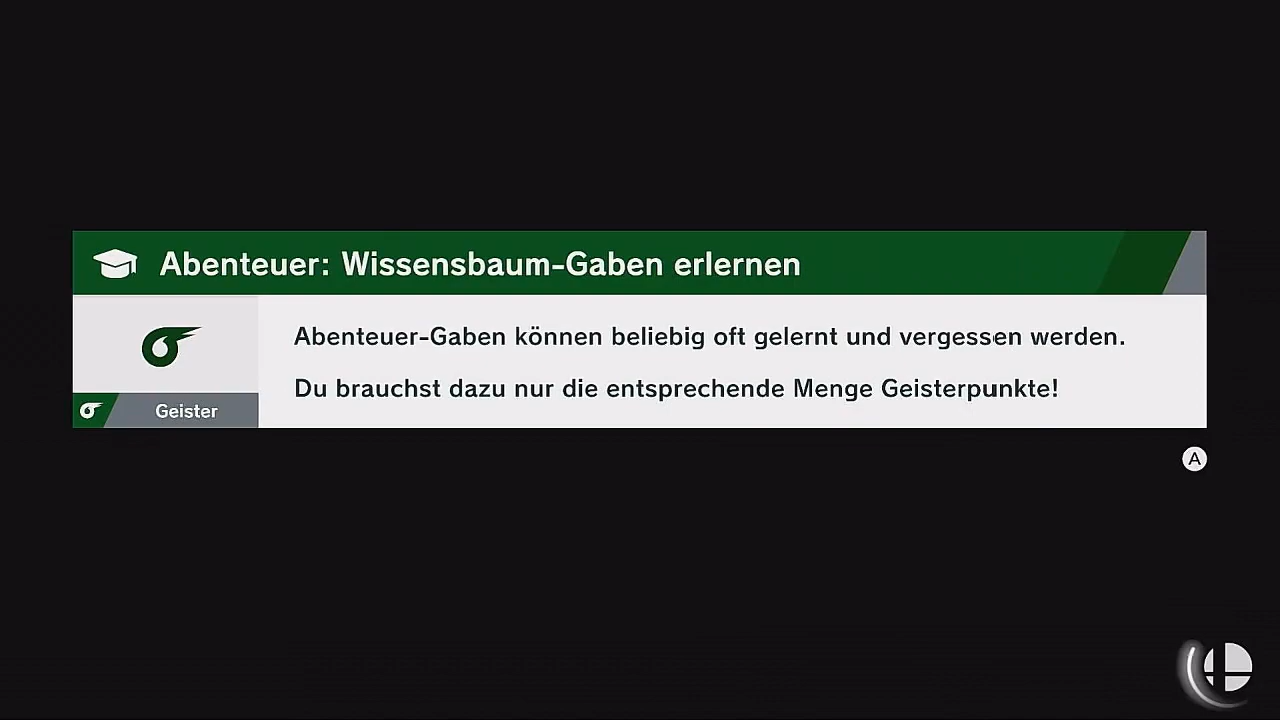 Abenteuer: Wissensbaum-Gaben erlernen
Abenteuer-Gaben können beliebig oft gelernt und vergessen werden.
Du brauchst dazu nur die entsprechende Menge Geisterpunkte!
Geister
A